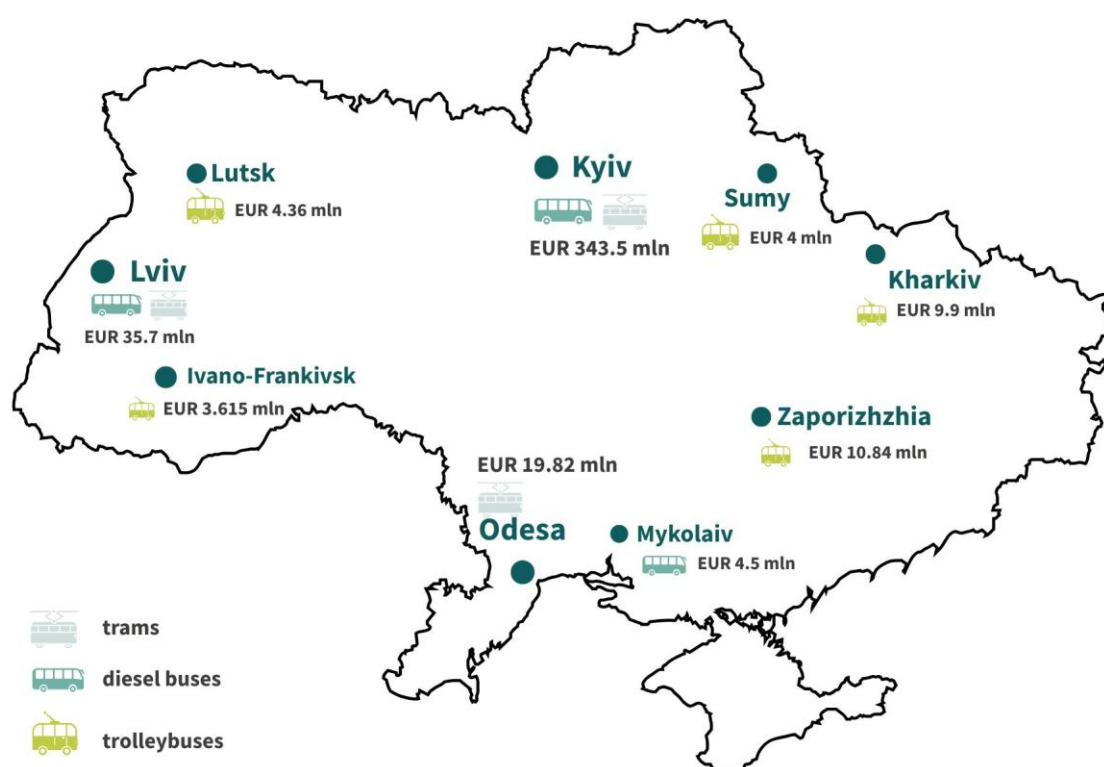 Lutsk
EUR 4.36 mln
Kyiv
EUR 343.5 mln
Sumy
EUR 4 mln
Lviv
EUR 35.7 mln
Kharkiv
EUR 9.9 mln
Ivano-Frankivsk
EUR 3.615 mln
Zaporizhzhia
EUR 10.84 mln
EUR 19.82 mln
Odesa
Mykolaiv
EUR 4.5 mln
trams
diesel buses
trolleybuses